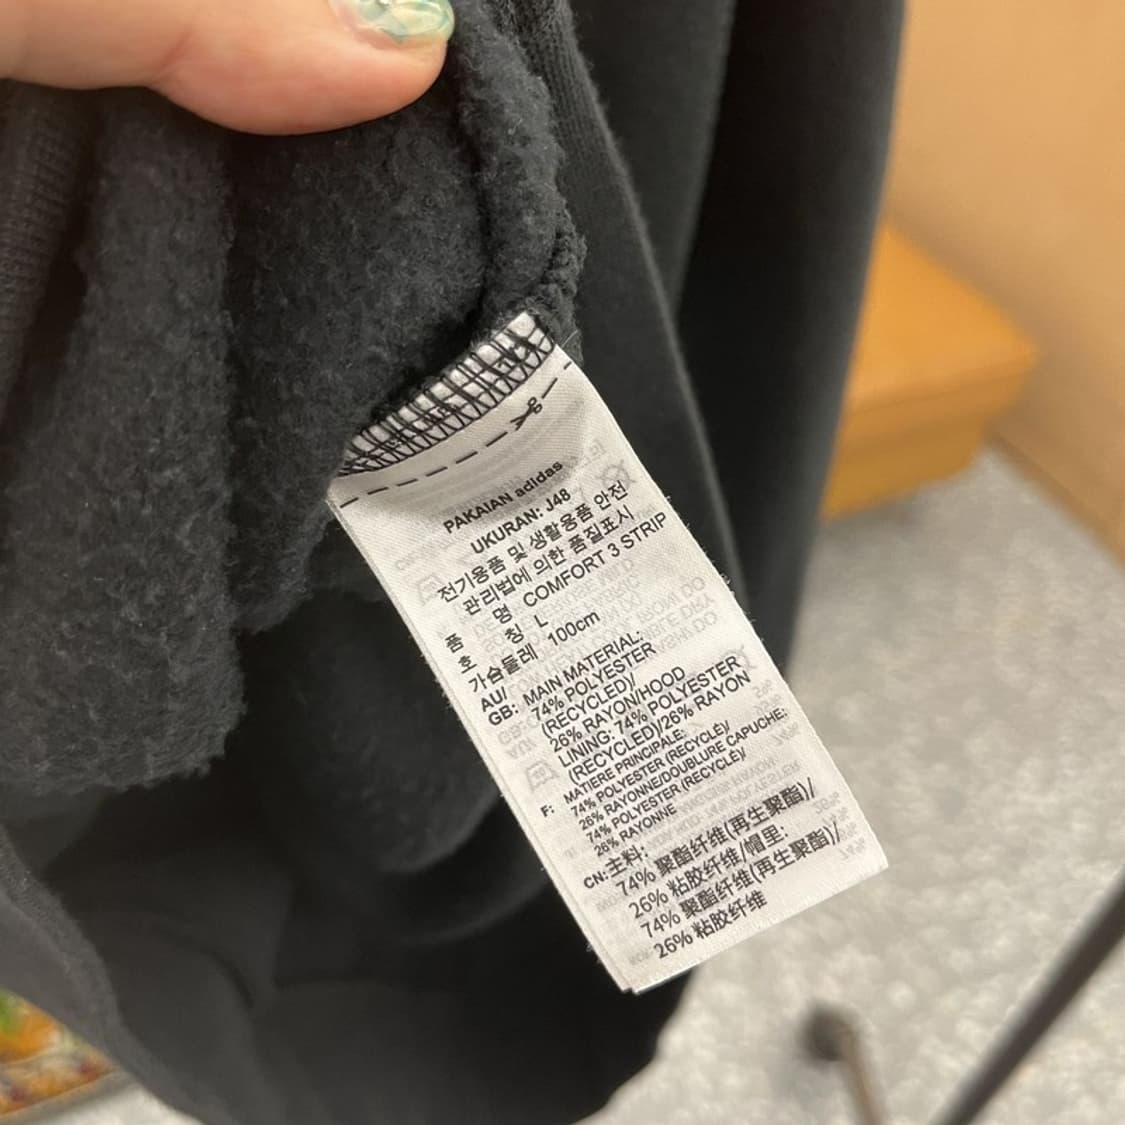 PAKAIAN adidas
UKURAN: J48
전기용품 및 생활용품 안전
관리법에 의한 품질표시
품 명 COMFORT 3 STRIP
호 칭 L
가슴둘레 100cm
AU/
GB: MAIN MATERIAL:
74% POLYESTER
(RECYCLED)/
26% RAYON/HOOD
LINING: 74% POLYESTER
(RECYCLED)/26% RAYON
F: MATIERE PRINCIPALE:
74% POLYESTER (RECYCLÉ)/
26% RAYONNE/DOUBLURE CAPUCHE:
74% POLYESTER (RECYCLÉ)/
26% RAYONNE
CN: 主料:
74% 聚酯纤维(再生聚酯)/
26% 粘胶纤维/帽里:
74% 聚酯纤维(再生聚酯)/
26% 粘胶纤维